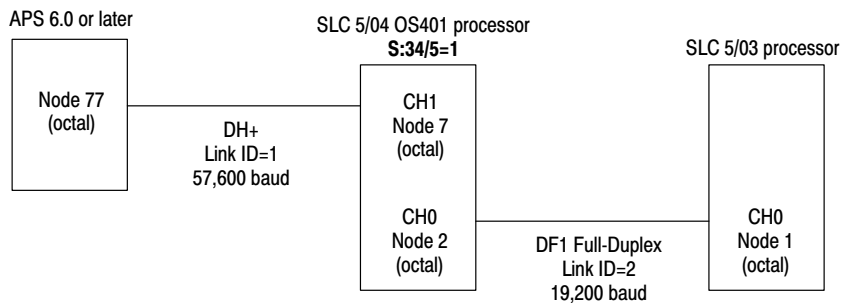 APS 6.0 or later
Node 77
(octal)
DH+
Link ID=1
57,600 baud
SLC 5/04 OS401 processor
S:34/5=1
CH1
Node 7
(octal)
CH0
Node 2
(octal)
DF1 Full-Duplex
Link ID=2
19,200 baud
SLC 5/03 processor
CH0
Node 1
(octal)